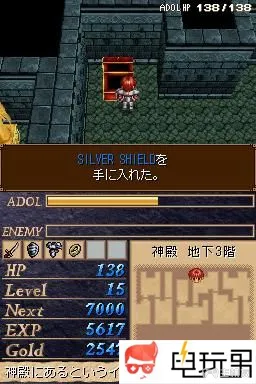 ADOL HP 138/138
SILVER SHIELDを
手に入れた。
ADOL
ENEMY
神殿 地下3階
HP 138
Level 15
Next 7000
EXP 5617
Gold 254
电玩男
神殿にあるというイ